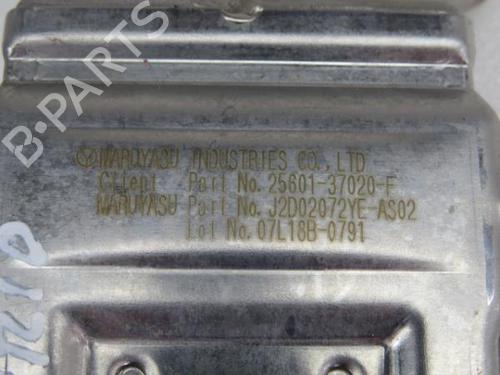 MARUYASU INDUSTRIES CO., LTD
Client Part No. 25601-37020-F
MARUYASU Part No. J2D02072YE-AS02
Lot No. 07L18B-0791
B-PARTS